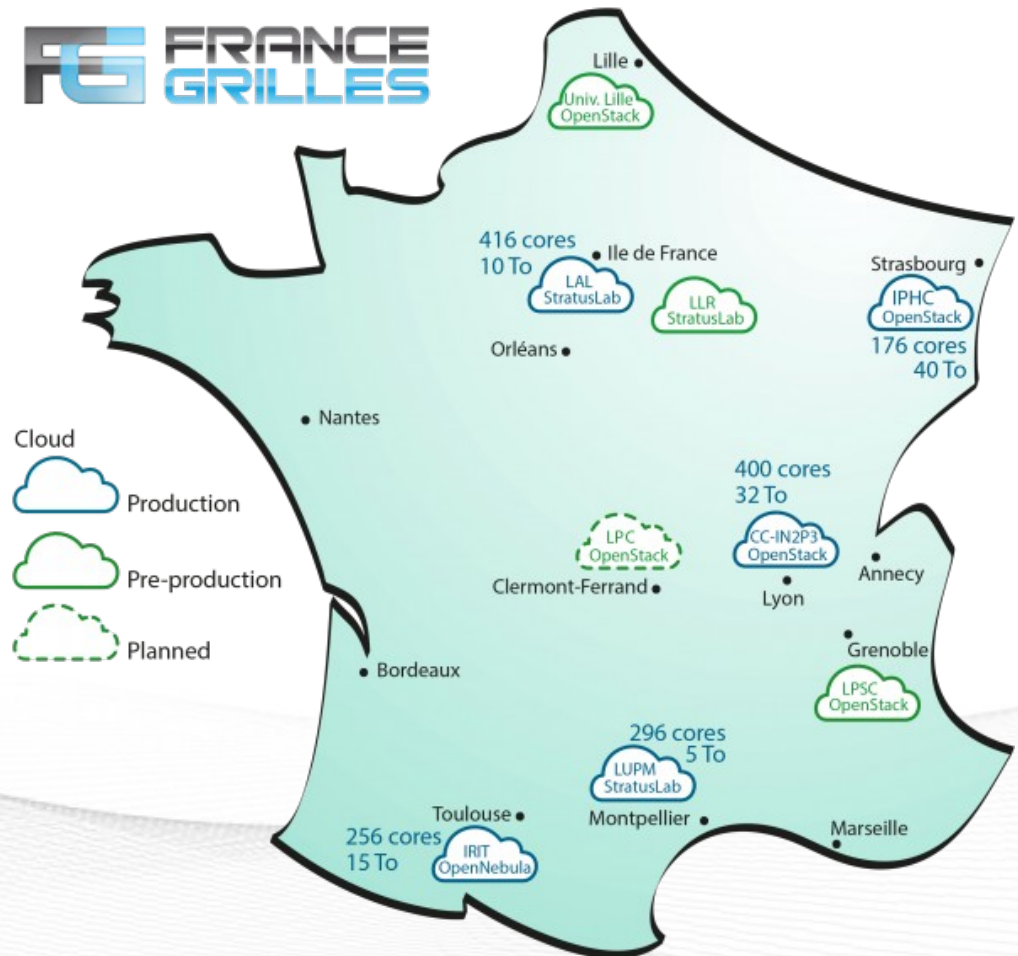 FG FRANCE
GRILLES
Lille
Univ. Lille
OpenStack
416 cores
10 To
Ile de France
LAL
StratusLab
LLR
StratusLab
Strasbourg
IPHC
OpenStack
176 cores
40 To
Orléans
Nantes
Cloud
Production
Pre-production
Planned
400 cores
32 To
LPC
OpenStack
CC-IN2P3
OpenStack
Clermont-Ferrand
Lyon
Annecy
Grenoble
LPSC
OpenStack
Bordeaux
296 cores
5 To
LUPM
StratusLab
Toulouse
Montpellier
Marseille
256 cores
15 To
IRIT
OpenNebula